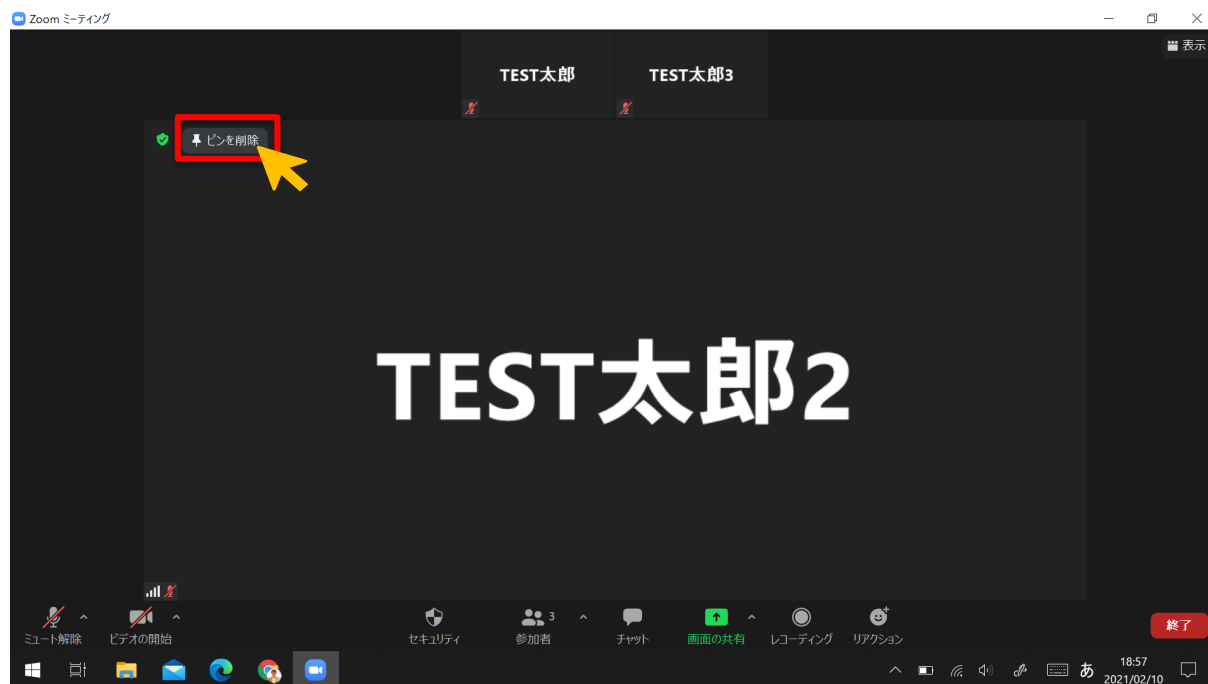 Zoom ミーティング
表示
TEST太郎
TEST太郎3
ピンを削除
TEST太郎2
ミュート解除
ビデオの開始
セキュリティ
3
参加者
チャット
画面の共有
レコーディング
リアクション
終了
あ
18:57
2021/02/10